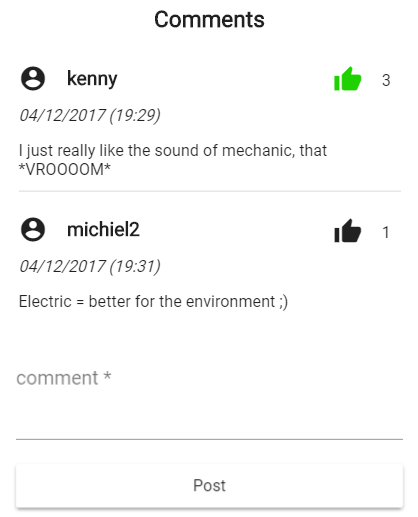 Comments
kenny 3
04/12/2017 (19:29)
I just really like the sound of mechanic, that
*VROOOOM*
michiel2 1
04/12/2017 (19:31)
Electric = better for the environment ;)
comment *
Post